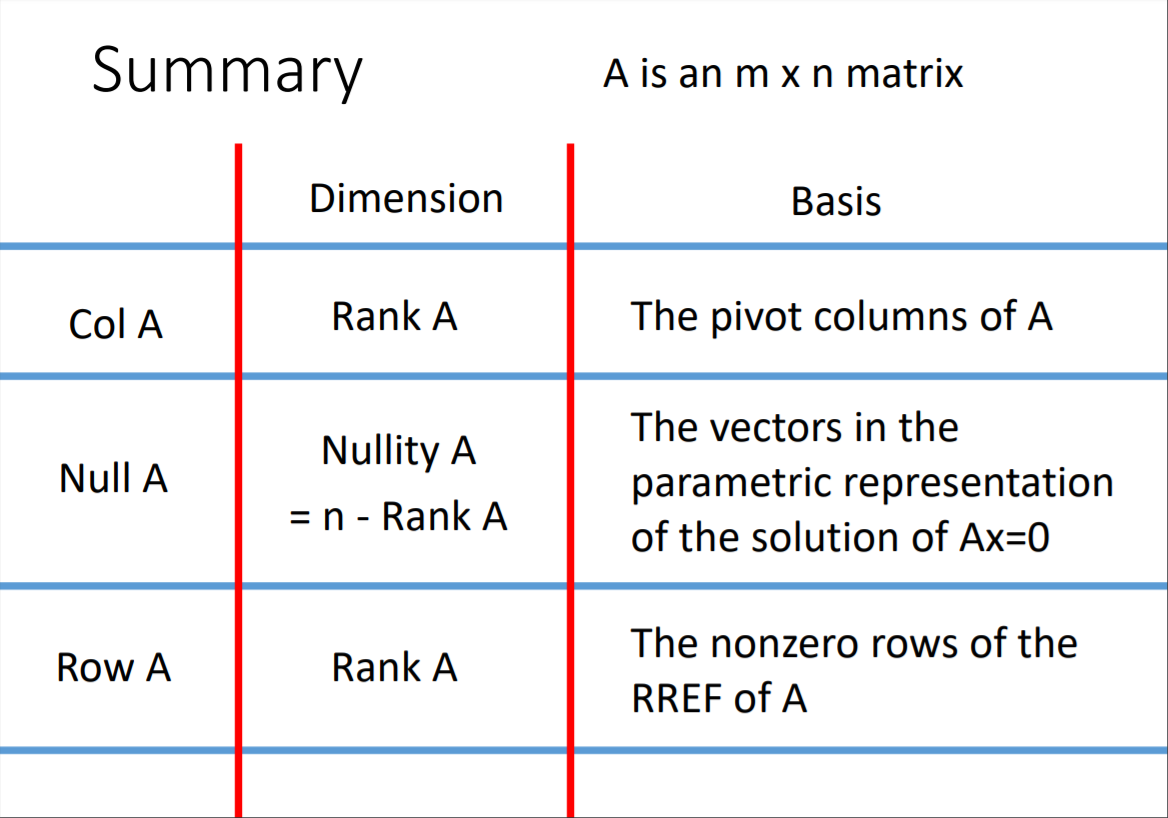 Summary
A is an m x n matrix
Dimension
Basis
Col A
Rank A
The pivot columns of A
Null A
Nullity A
= n - Rank A
The vectors in the
parametric representation
of the solution of Ax=0
Row A
Rank A
The nonzero rows of the
RREF of A